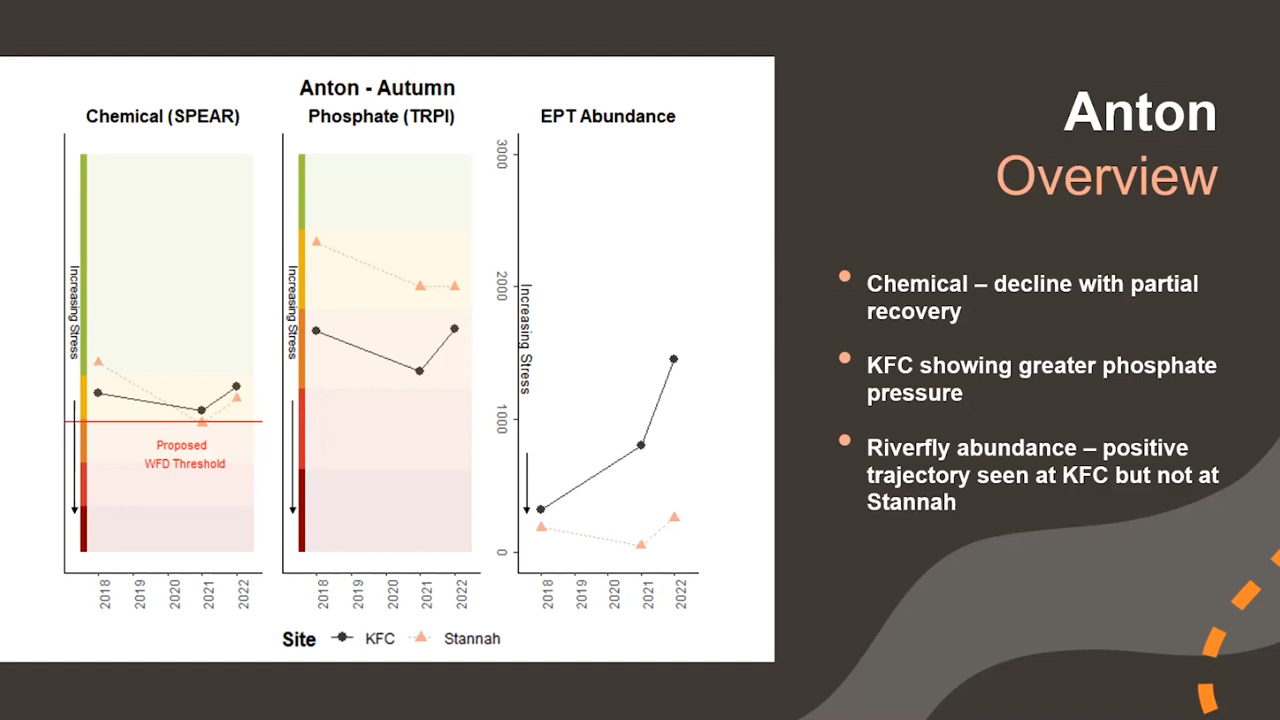 Anton - Autumn
Chemical (SPEAR)
Phosphate (TRPI)
EPT Abundance
Increasing Stress
Proposed
WFD Threshold
2018
2019
2020
2021
2022
Increasing Stress
2018
2019
2020
2021
2022
3000
2000
1000
0
Increasing Stress
2018
2019
2020
2021
2022
Site KFC Stannah
Anton
Overview
Chemical – decline with partial
recovery
KFC showing greater phosphate
pressure
Riverfly abundance – positive
trajectory seen at KFC but not at
Stannah